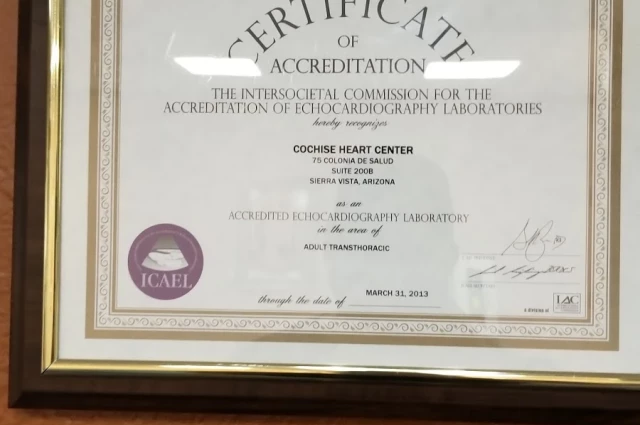 CERTIFICATE
OF
ACCREDITATION
THE INTERSOCIETAL COMMISSION FOR THE
ACCREDITATION OF ECHOCARDIOGRAPHY LABORATORIES
hereby recognizes
COCHISE HEART CENTER
75 COLONIA DE SALUD
SUITE 200B
SIERRA VISTA, ARIZONA
as an
ACCREDITED ECHOCARDIOGRAPHY LABORATORY
in the area of
ADULT TRANSTHORACIC
ICAEL
through the date of MARCH 31, 2013
IAC